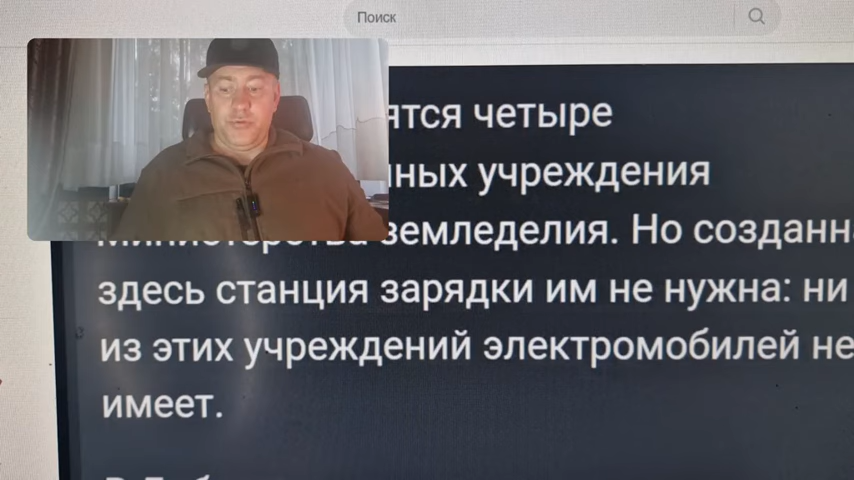 Поиск
ятся четыре
ных учреждения
земледелия. Но созданн
здесь станция зарядки им не нужна: ни
из этих учреждений электромобилей не
имеет.